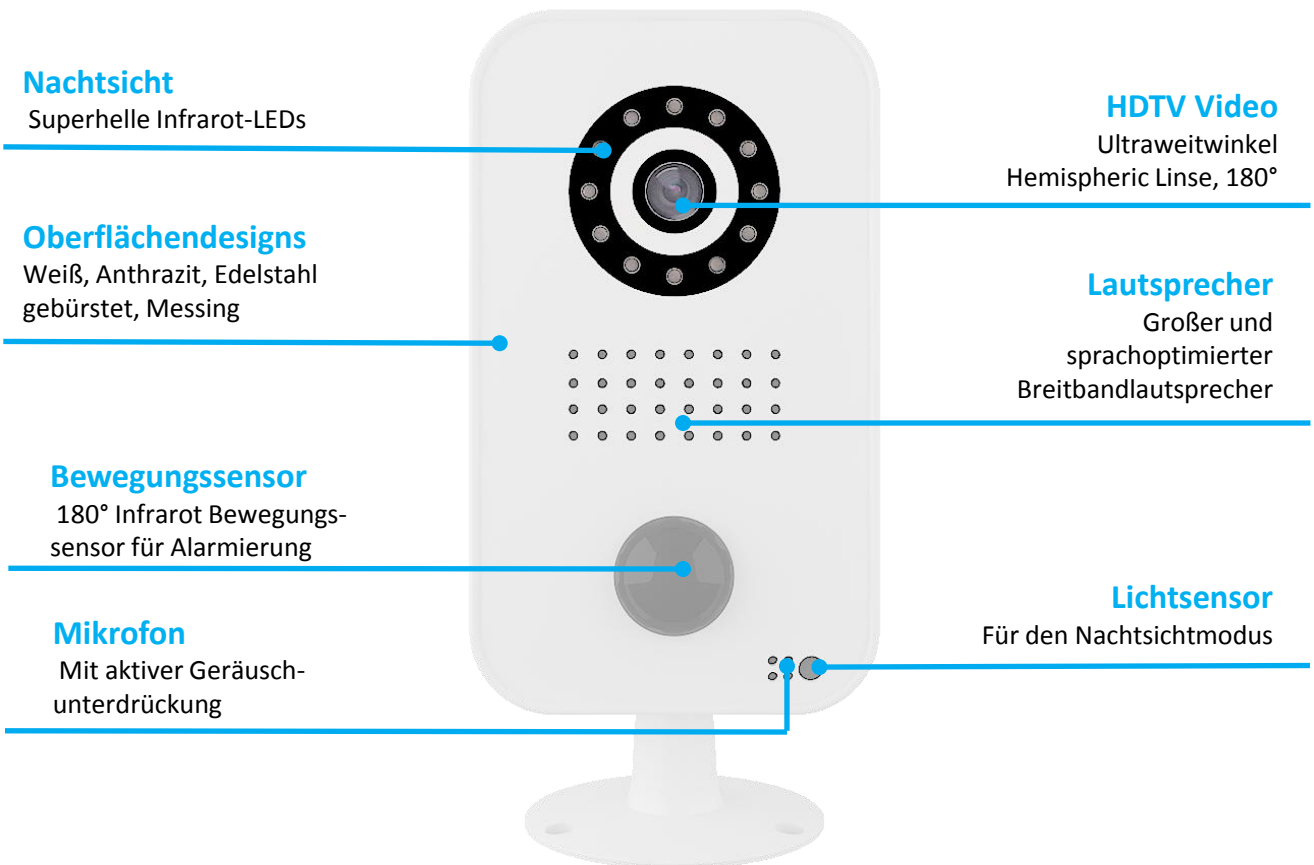 Nachtsicht
Superhelle Infrarot-LEDs
Oberflächendesigns
Weiß, Anthrazit, Edelstahl
gebürstet, Messing
Bewegungssensor
180° Infrarot Bewegungs-
sensor für Alarmierung
Mikrofon
Mit aktiver Geräusch-
unterdrückung
HDTV Video
Ultraweitwinkel
Hemispheric Linse, 180°
Lautsprecher
Großer und
sprachoptimierter
Breitbandlautsprecher
Lichtsensor
Für den Nachtsichtmodus